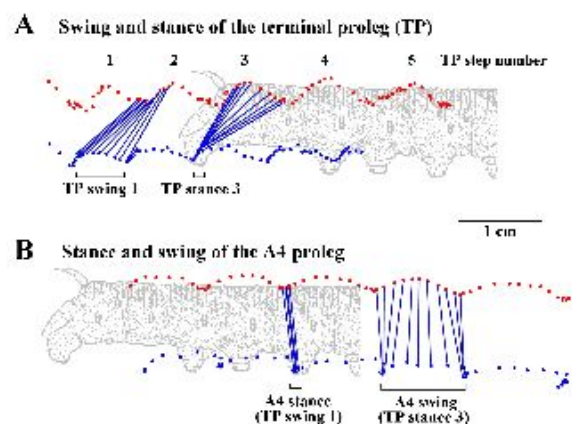 A Swing and stance of the terminal proleg (TP)
1 2 3 4 5 TP step number
TP swing 1 TP stance 3
1 cm
B Stance and swing of the A4 proleg
A4 stance
(TP swing 1)
A4 swing
(TP stance 3)